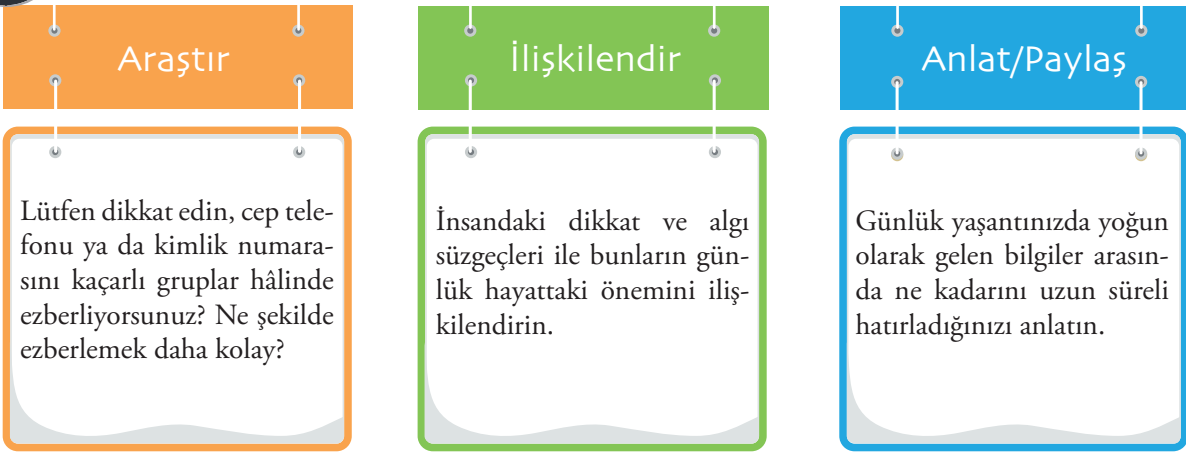 Araştır
Lütfen dikkat edin, cep tele-
fonu ya da kimlik numara-
sını kaçarlı gruplar hâlinde
ezberliyorsunuz? Ne şekilde
ezberlemek daha kolay?
İlişkilendir
İnsandaki dikkat ve algı
süzgeçleri ile bunların gün-
lük hayattaki önemini iliş-
kilendirin.
Anlat/Paylaş
Günlük yaşantınızda yoğun
olarak gelen bilgiler arasın-
da ne kadarını uzun süreli
hatırladığınızı anlatın.